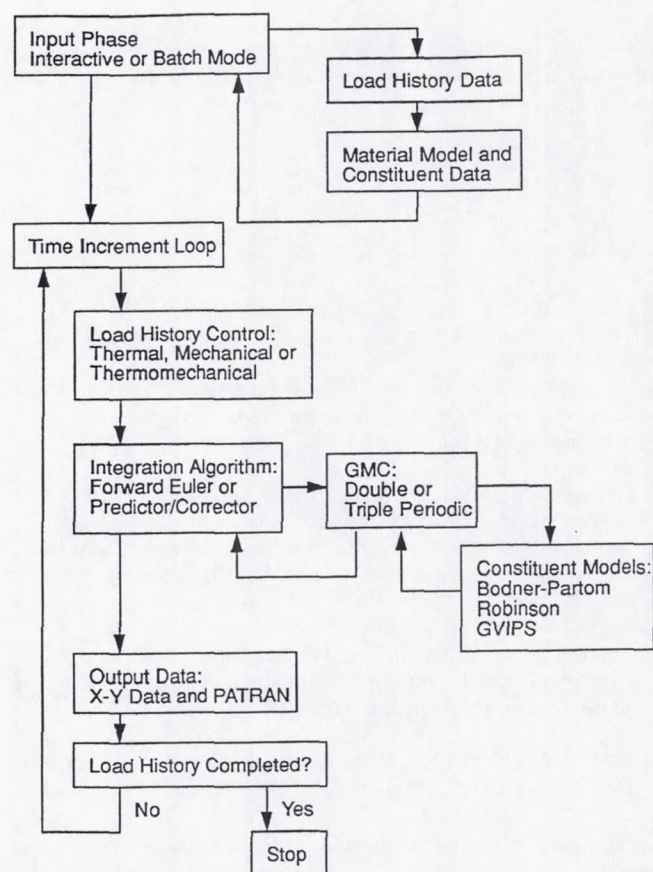 Input Phase
Interactive or Batch Mode
Load History Data
Material Model and
Constituent Data
Time Increment Loop
Load History Control:
Thermal, Mechanical or
Thermomechanical
Integration Algorithm:
Forward Euler or
Predictor/Corrector
GMC:
Double or
Triple Periodic
Constituent Models:
Bodner-Partom
Robinson
GVIPS
Output Data:
X-Y Data and PATRAN
Load History Completed?
No
Yes
Stop